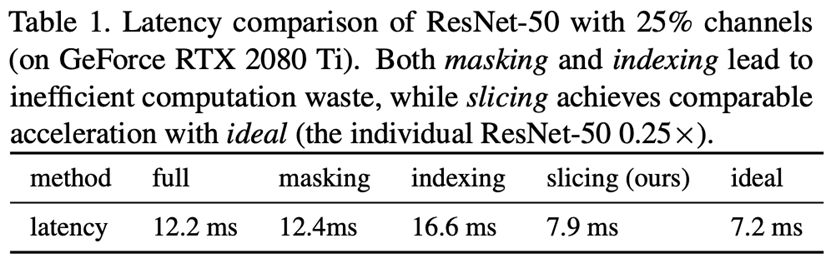 Table 1. Latency comparison of ResNet-50 with 25% channels
(on GeForce RTX 2080 Ti). Both masking and indexing lead to
inefficient computation waste, while slicing achieves comparable
acceleration with ideal (the individual ResNet-50 0.25×).
method full masking indexing slicing (ours) ideal
latency 12.2 ms 12.4ms 16.6 ms 7.9 ms 7.2 ms